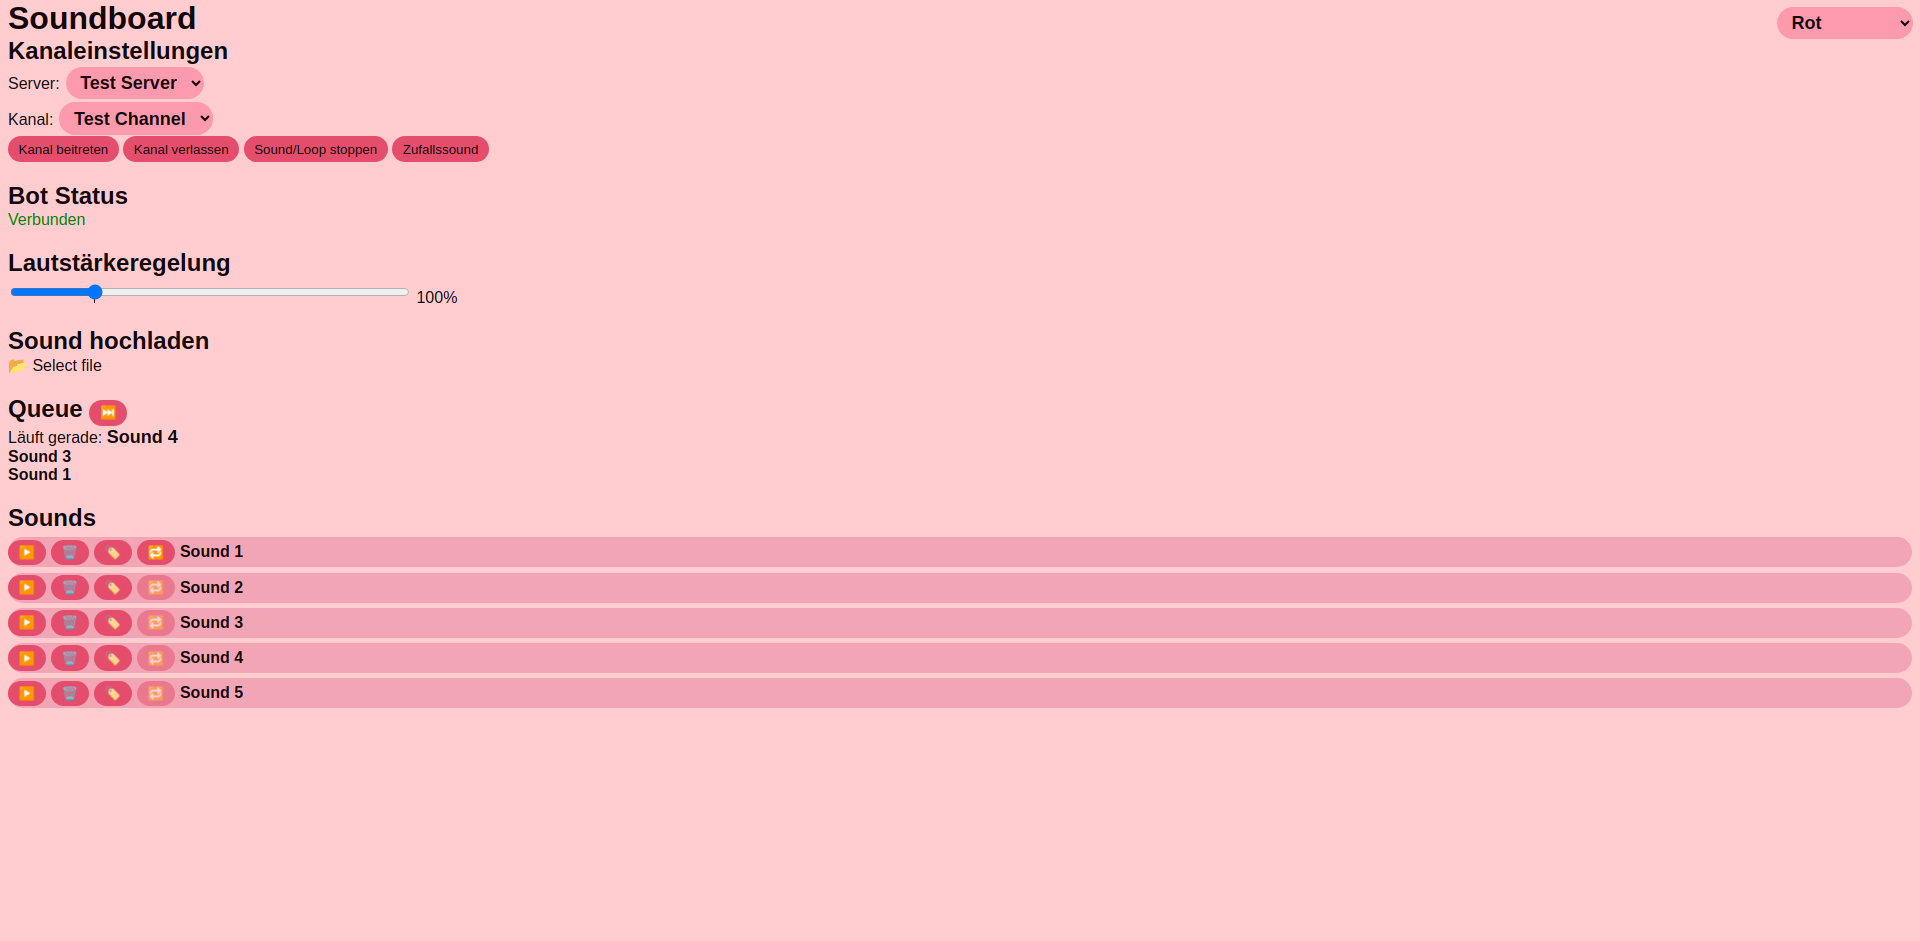 Soundboard
Rot
Kanaleinstellungen
Server: Test Server
Kanal: Test Channel
Kanal beitreten Kanal verlassen Sound/Loop stoppen Zufallssound
Bot Status
Verbunden
Lautstärkeregelung
100%
Sound hochladen
📂 Select file
Queue ⏭️
Läuft gerade: Sound 4
Sound 3
Sound 1
Sounds
▶️ 🗑️ 🏷️ 🔁 Sound 1
▶️ 🗑️ 🏷️ 🔁 Sound 2
▶️ 🗑️ 🏷️ 🔁 Sound 3
▶️ 🗑️ 🏷️ 🔁 Sound 4
▶️ 🗑️ 🏷️ 🔁 Sound 5